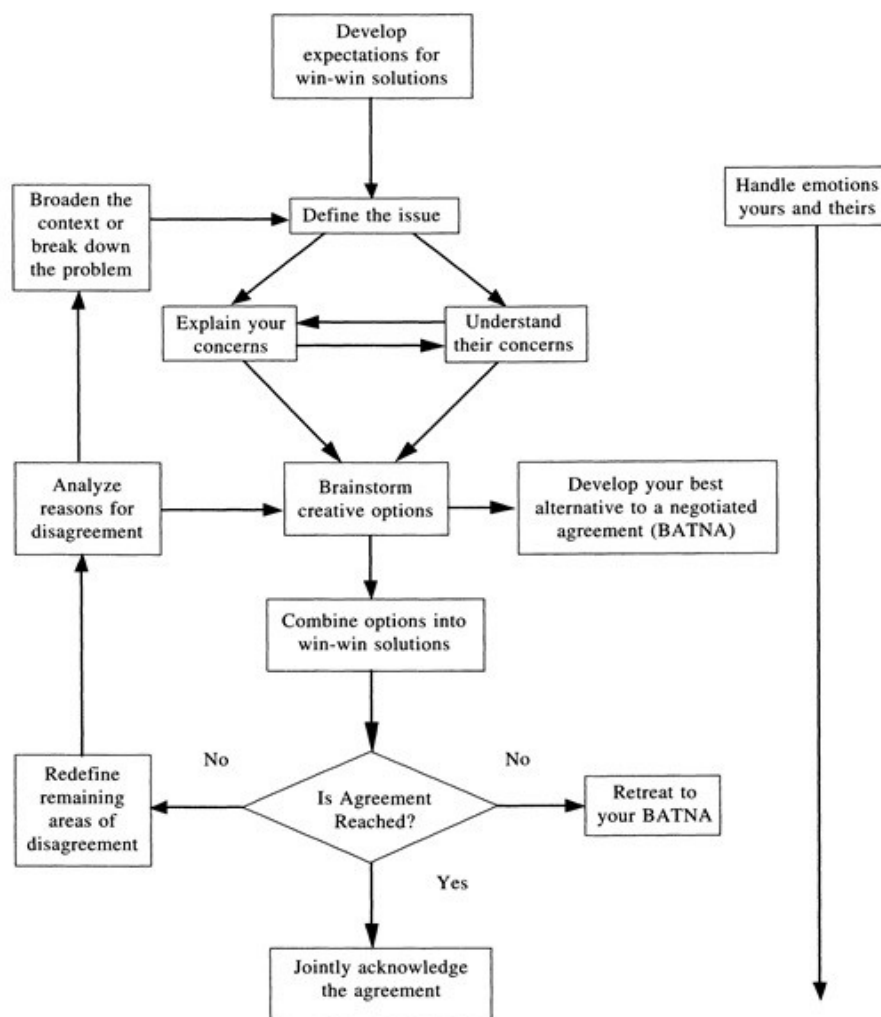 Develop
expectations for
win-win solutions
Broaden the
context or
break down
the problem
Define the issue
Handle emotions
yours and theirs
Explain your
concerns
Understand
their concerns
Analyze
reasons for
disagreement
Brainstorm
creative options
Develop your best
alternative to a negotiated
agreement (BATNA)
Combine options into
win-win solutions
No
No
Redefine
remaining
areas of
disagreement
Is Agreement
Reached?
Retreat to
your BATNA
Yes
Jointly acknowledge
the agreement